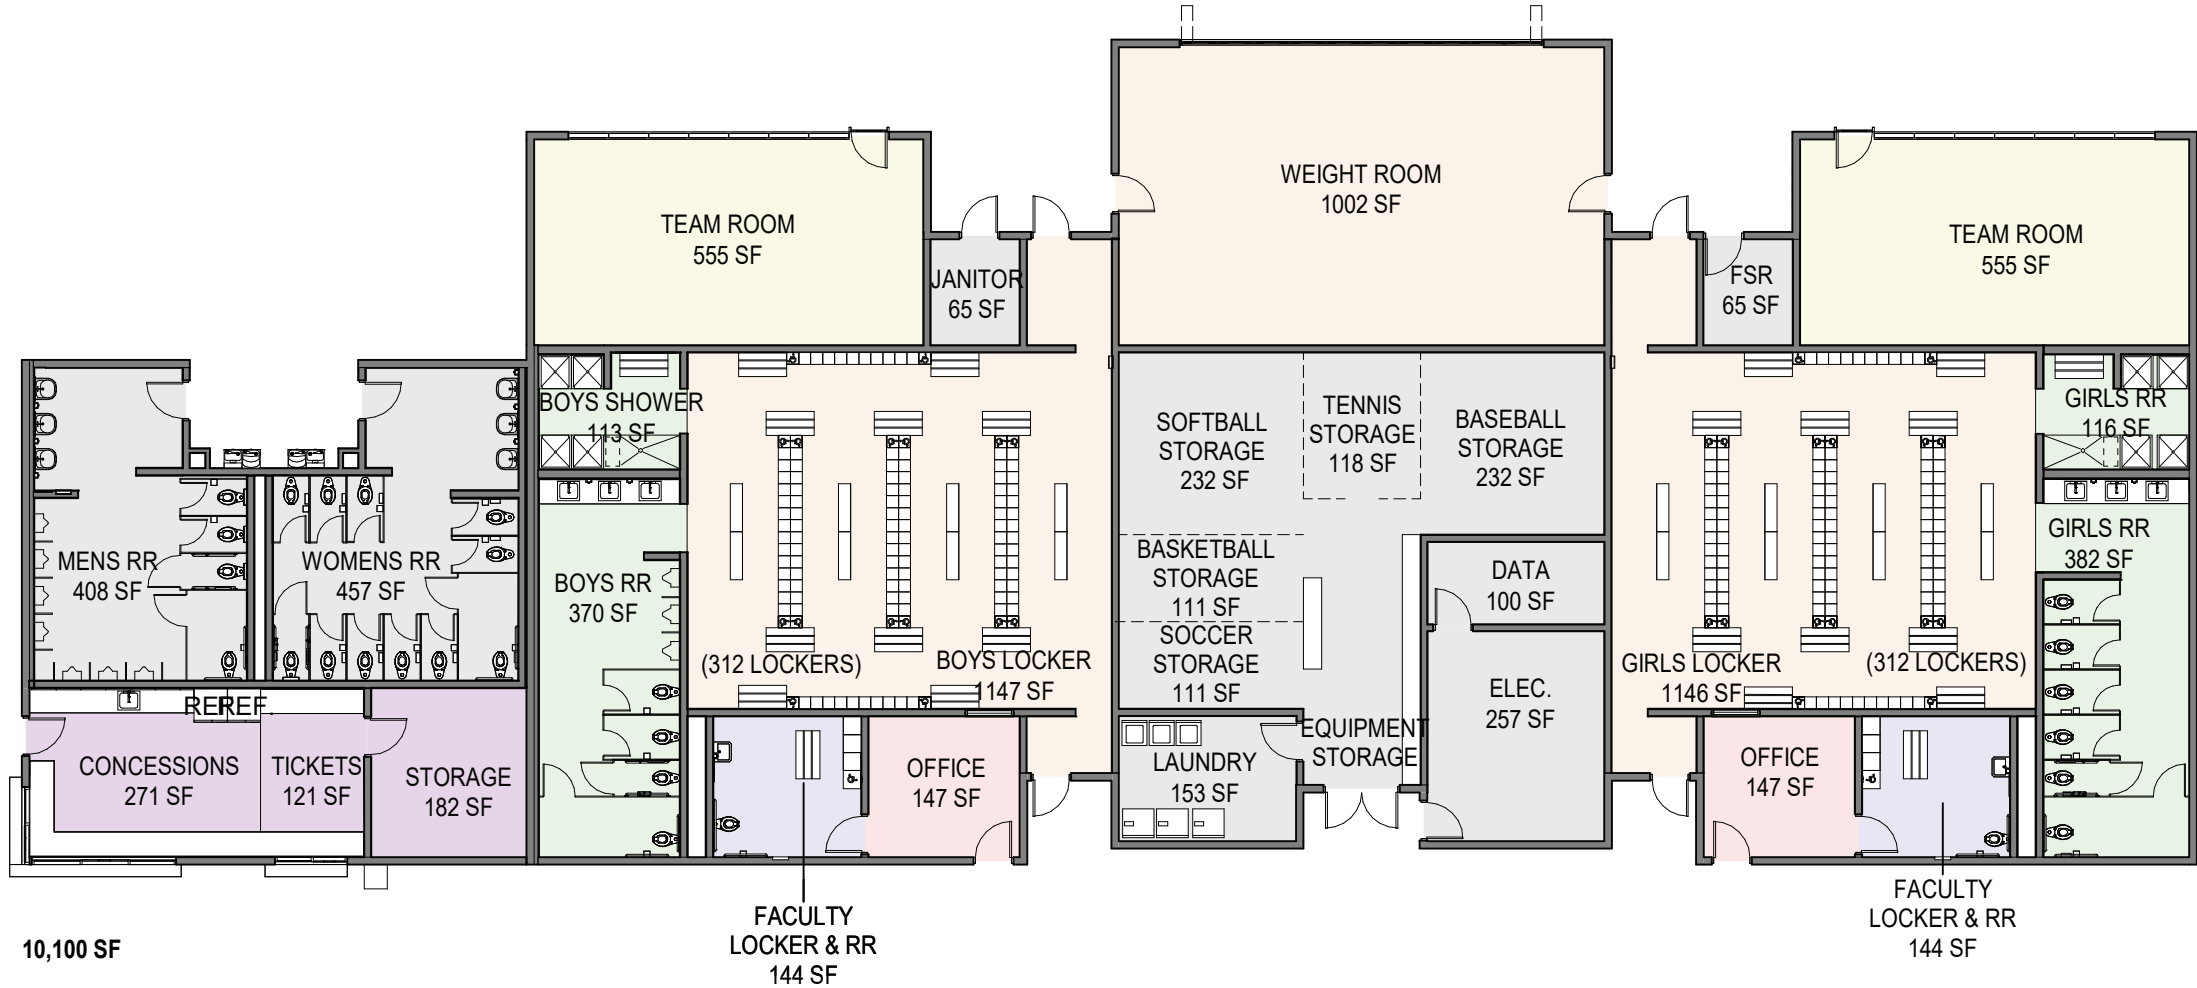 WEIGHT ROOM
1002 SF
TEAM ROOM
555 SF
TEAM ROOM
555 SF
JANITOR
65 SF
FSR
65 SF
BOYS SHOWER
113 SF
SOFTBALL
STORAGE
232 SF
TENNIS
STORAGE
118 SF
BASEBALL
STORAGE
232 SF
GIRLS RR
116 SF
MENS RR
408 SF
WOMENS RR
457 SF
BOYS RR
370 SF
BASKETBALL
STORAGE
111 SF
DATA
100 SF
GIRLS RR
382 SF
(312 LOCKERS)
BOYS LOCKER
1147 SF
SOCCER
STORAGE
111 SF
ELEC.
257 SF
GIRLS LOCKER
1146 SF
(312 LOCKERS)
REF.
REF.
CONCESSIONS
271 SF
TICKETS
121 SF
STORAGE
182 SF
OFFICE
147 SF
LAUNDRY
153 SF
EQUIPMENT
STORAGE
OFFICE
147 SF
FACULTY
LOCKER & RR
144 SF
FACULTY
LOCKER & RR
144 SF
10,100 SF